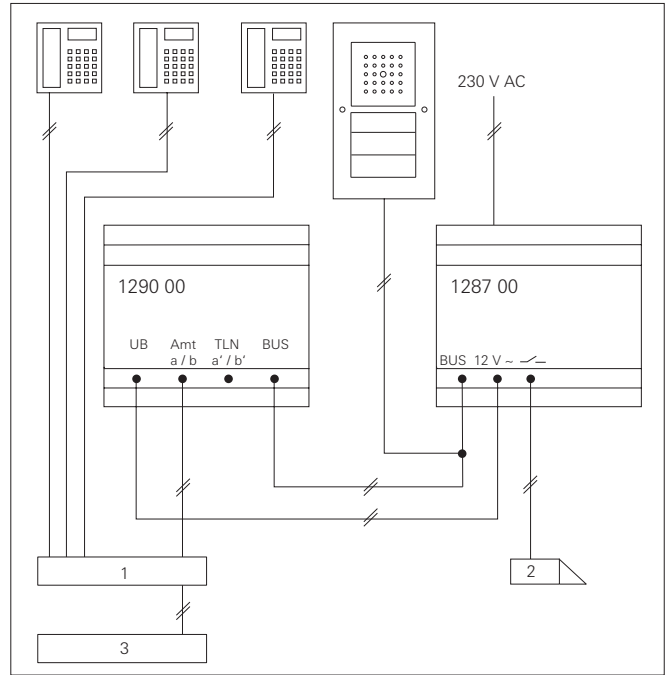 230 V AC
1290 00
1287 00
UB Amt TLN BUS
a / b a‘ / b‘
BUS 12 V ~
1
2
3